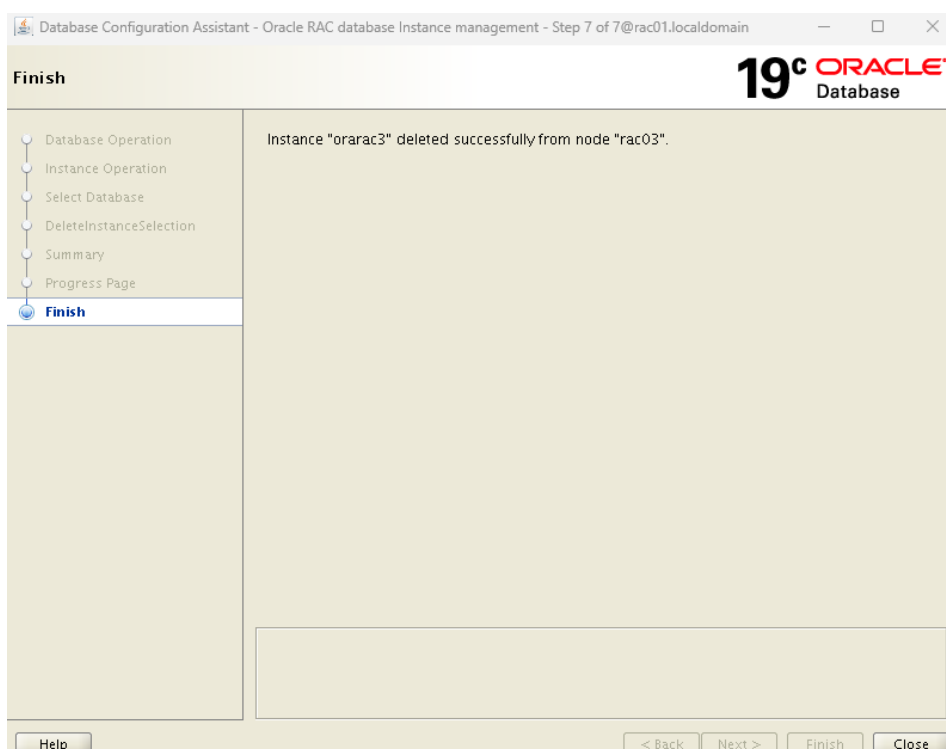 Database Configuration Assistant - Oracle RAC database Instance management - Step 7 of 7@rac01.localdomain
Finish
19c ORACLE
Database
Database Operation
Instance Operation
Select Database
DeleteInstanceSelection
Summary
Progress Page
Finish
Instance "orarac3" deleted successfully from node "rac03".
Help
< Back Next > Finish Close